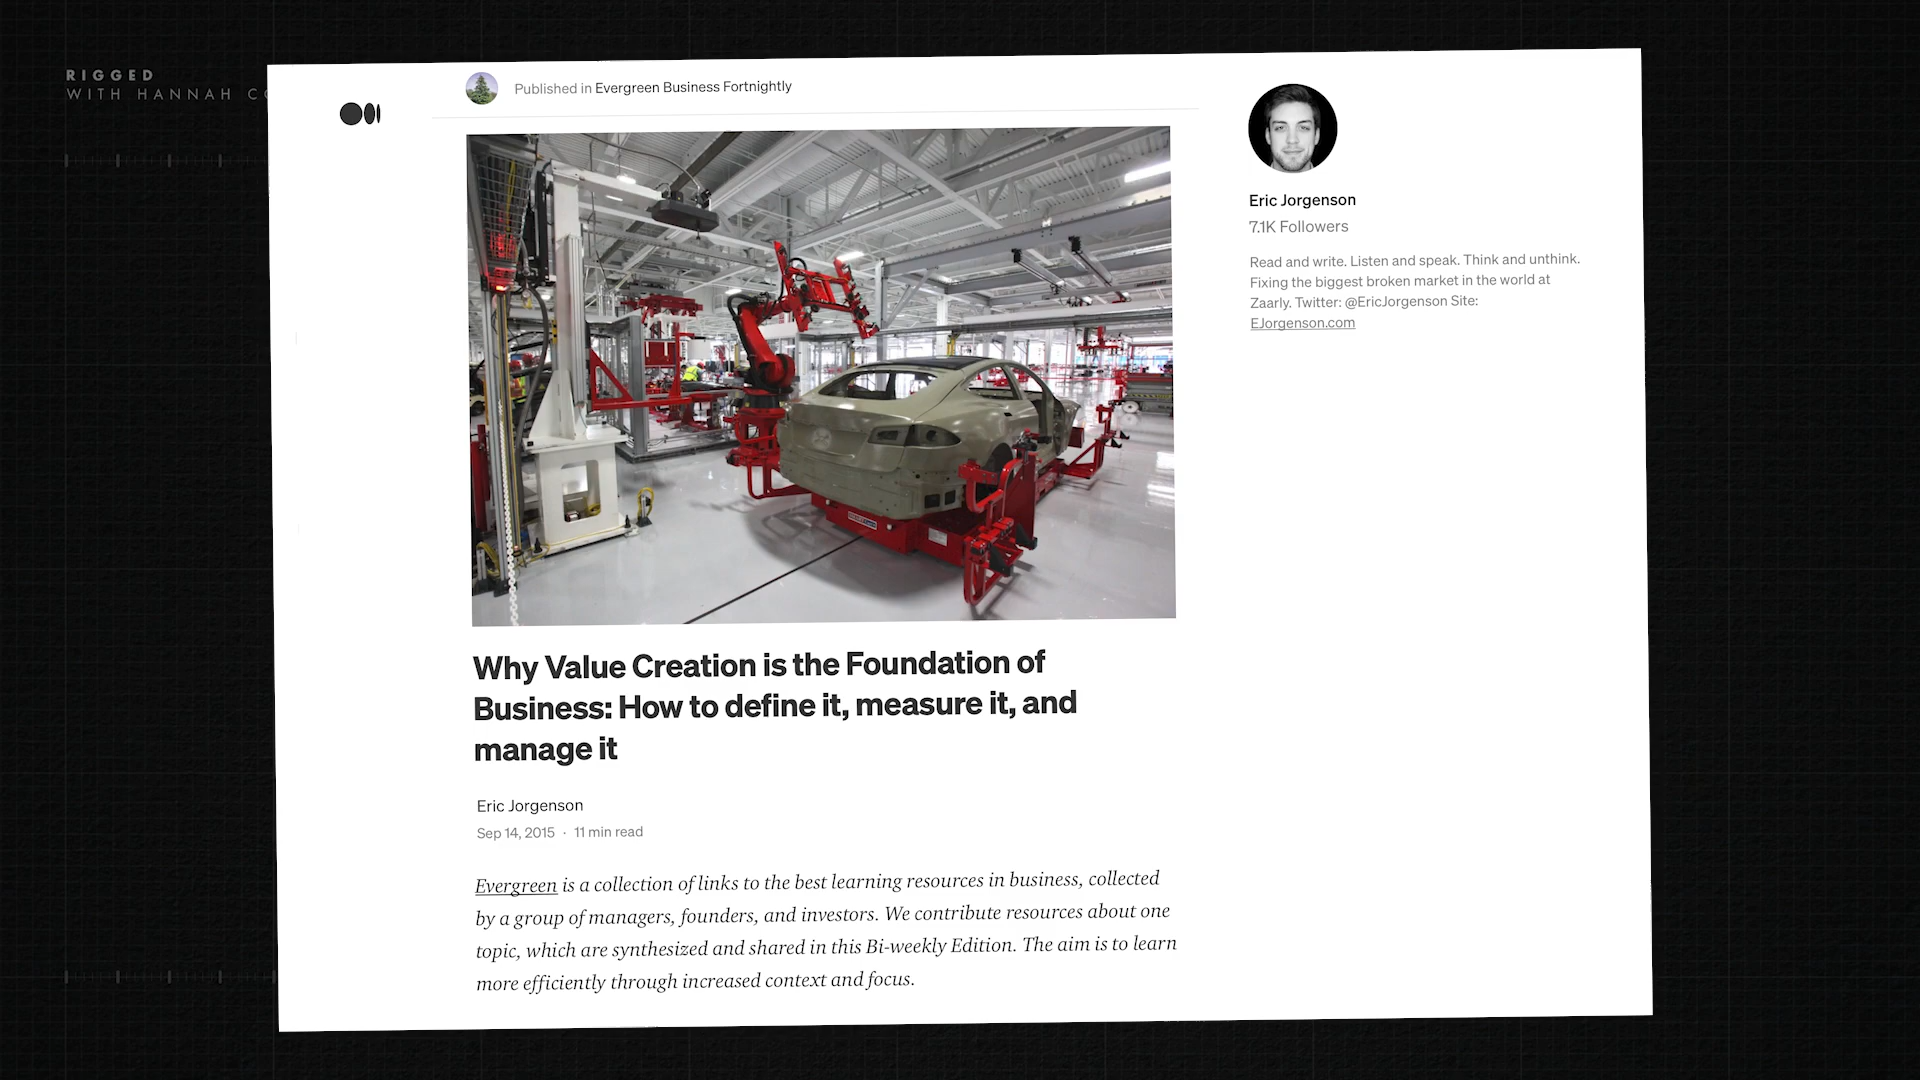 RIGGED
WITH HANNAH
Published in Evergreen Business Fortnightly
Eric Jorgenson
7.1K Followers
Read and write. Listen and speak. Think and unthink.
Fixing the biggest broken market in the world at
Zaarly. Twitter: @EricJorgenson Site:
EJorgenson.com
Why Value Creation is the Foundation of
Business: How to define it, measure it, and
manage it
Eric Jorgenson
Sep 14, 2015 · 11 min read
Evergreen is a collection of links to the best learning resources in business, collected
by a group of managers, founders, and investors. We contribute resources about one
topic, which are synthesized and shared in this Bi-weekly Edition. The aim is to learn
more efficiently through increased context and focus.